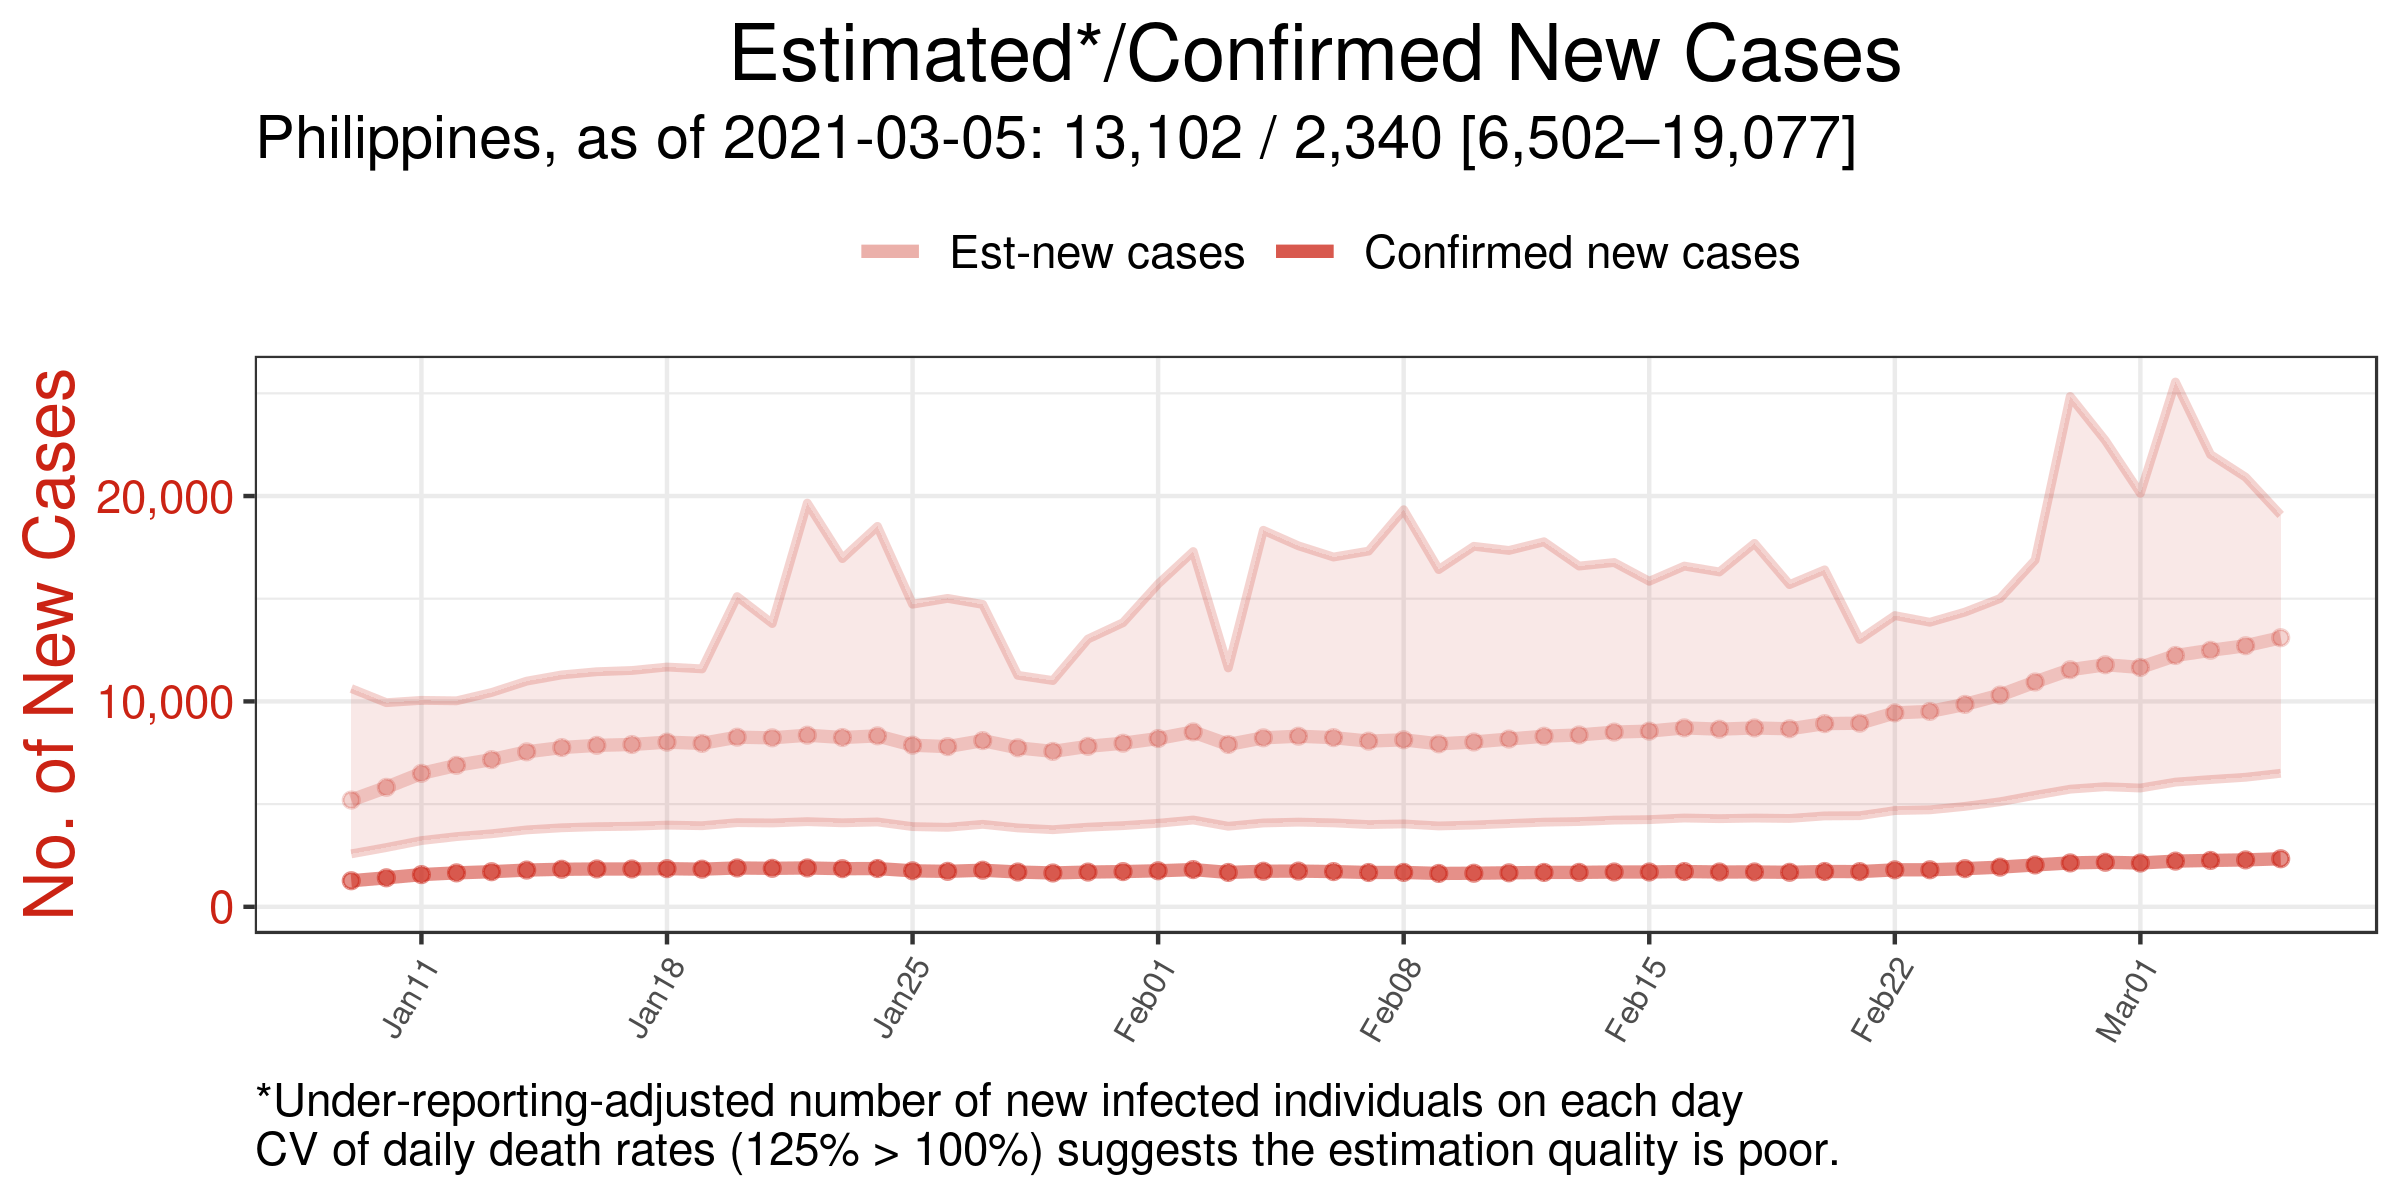 Estimated*/Confirmed New Cases
Philippines, as of 2021-03-05: 13,102 / 2,340 [6,502–19,077]
Est-new cases
Confirmed new cases
No. of New Cases
20,000
10,000
0
Jan11
Jan18
Jan25
Feb01
Feb08
Feb15
Feb22
Mar01
*Under-reporting-adjusted number of new infected individuals on each day
CV of daily death rates (125% > 100%) suggests the estimation quality is poor.